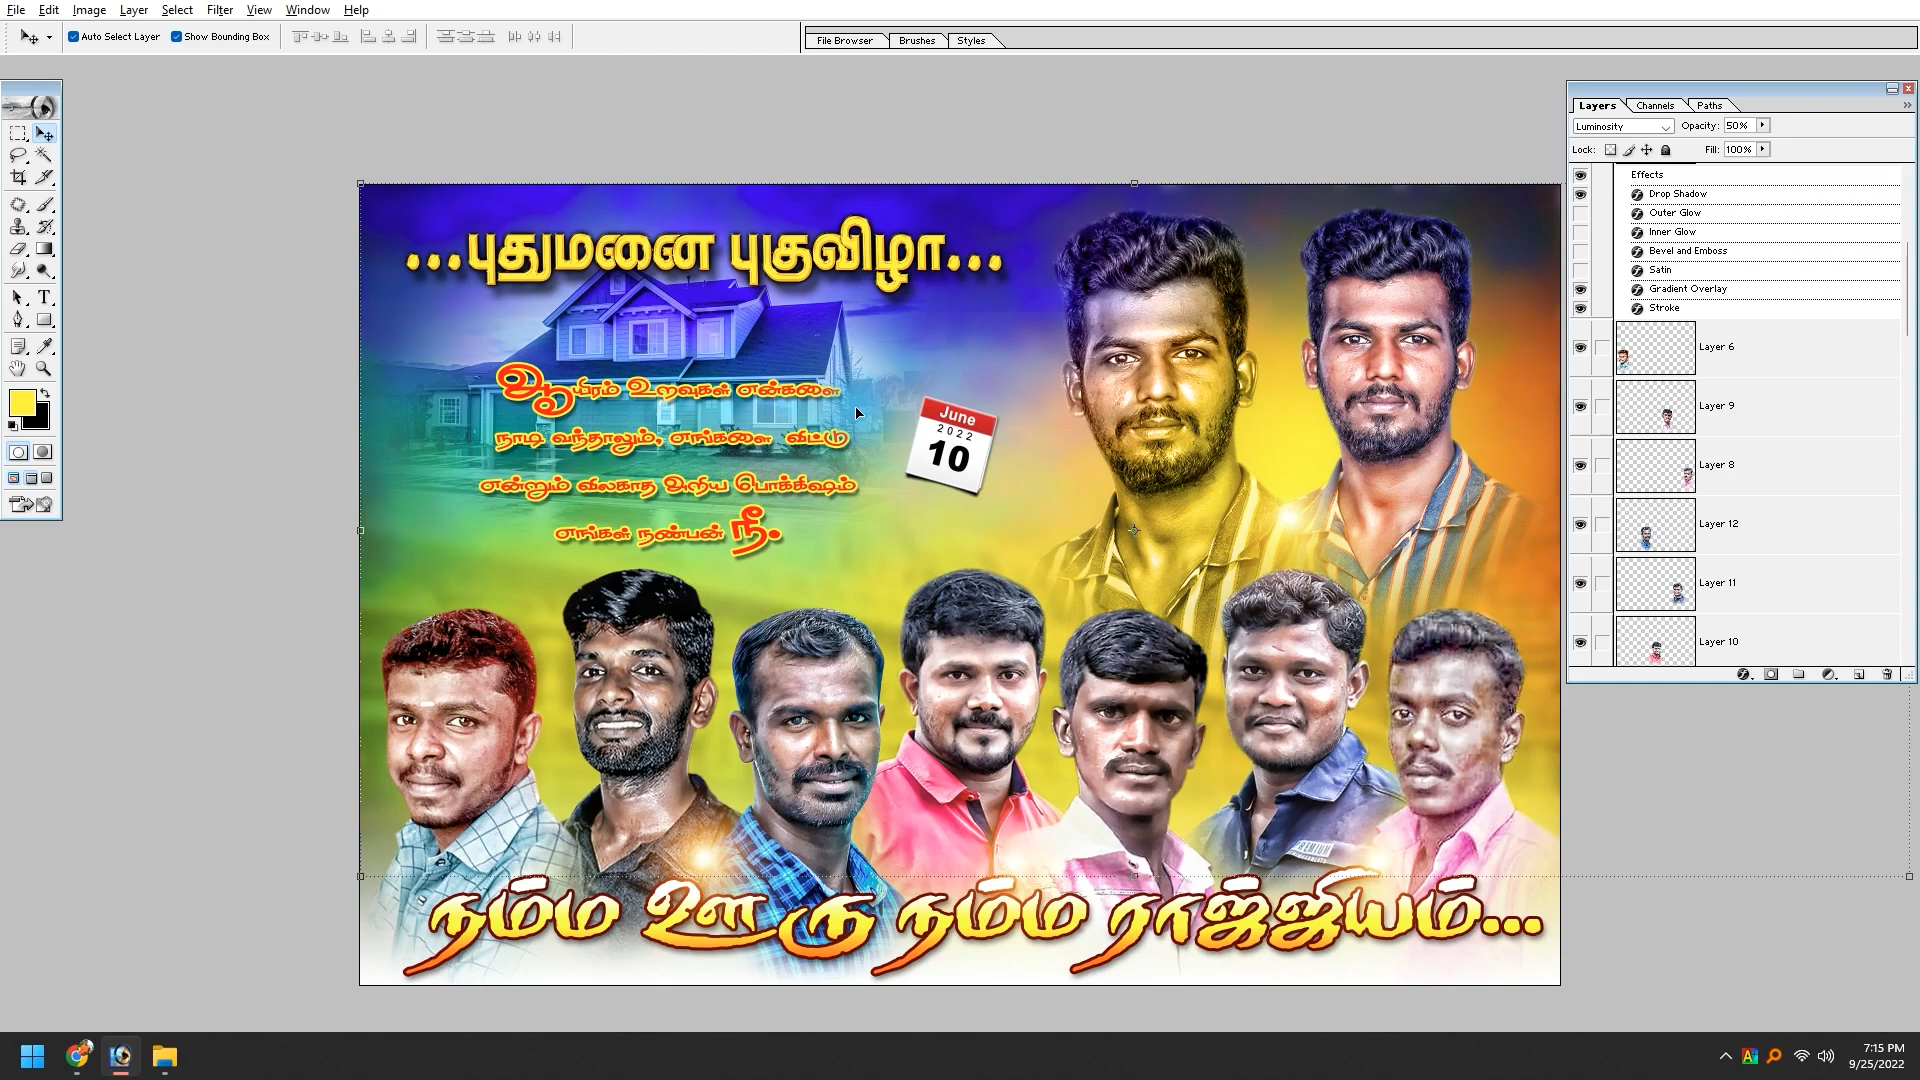 File Edit Image Layer Select Filter View Window Help
Auto Select Layer Show Bounding Box
File Browser Brushes Styles
Layers Channels Paths
Luminosity Opacity: 50%
Lock: Fill: 100%
Effects
Drop Shadow
Outer Glow
Inner Glow
Bevel and Emboss
Satin
Gradient Overlay
Stroke
Layer 6
Layer 9
Layer 8
Layer 12
Layer 11
Layer 10
...புதுமனை புகுவிழா...
ஆயிரம் உறவுகள் என்களை
நாடி வந்தாலும், எங்களை விட்டு
என்றும் விலகாத அறிய பொக்கிஷம்
எங்கள் நண்பன் நீ.
June
2022
10
PREMIUM
நம்ம ஊரு நம்ம ராஜ்ஜியம்...
7:15 PM
9/25/2022